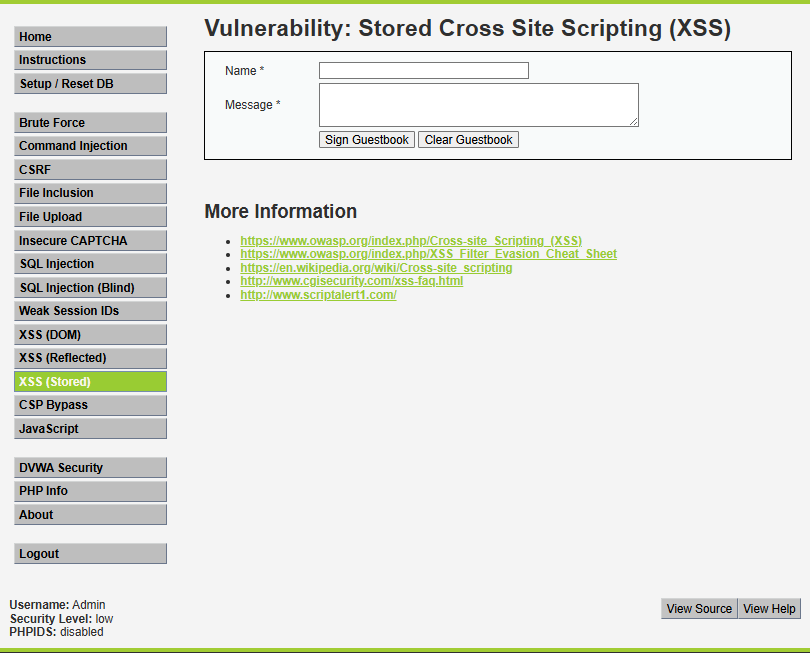 Home
Instructions
Setup / Reset DB
Brute Force
Command Injection
CSRF
File Inclusion
File Upload
Insecure CAPTCHA
SQL Injection
SQL Injection (Blind)
Weak Session IDs
XSS (DOM)
XSS (Reflected)
XSS (Stored)
CSP Bypass
JavaScript
DVWA Security
PHP Info
About
Logout
Vulnerability: Stored Cross Site Scripting (XSS)
Name *
Message *
Sign Guestbook Clear Guestbook
More Information
https://www.owasp.org/index.php/Cross-site_Scripting_(XSS)
https://www.owasp.org/index.php/XSS_Filter_Evasion_Cheat_Sheet
https://en.wikipedia.org/wiki/Cross-site_scripting
http://www.cgisecurity.com/xss-faq.html
http://www.scriptalert1.com/
Username: Admin
Security Level: low
PHPIDS: disabled
View Source View Help